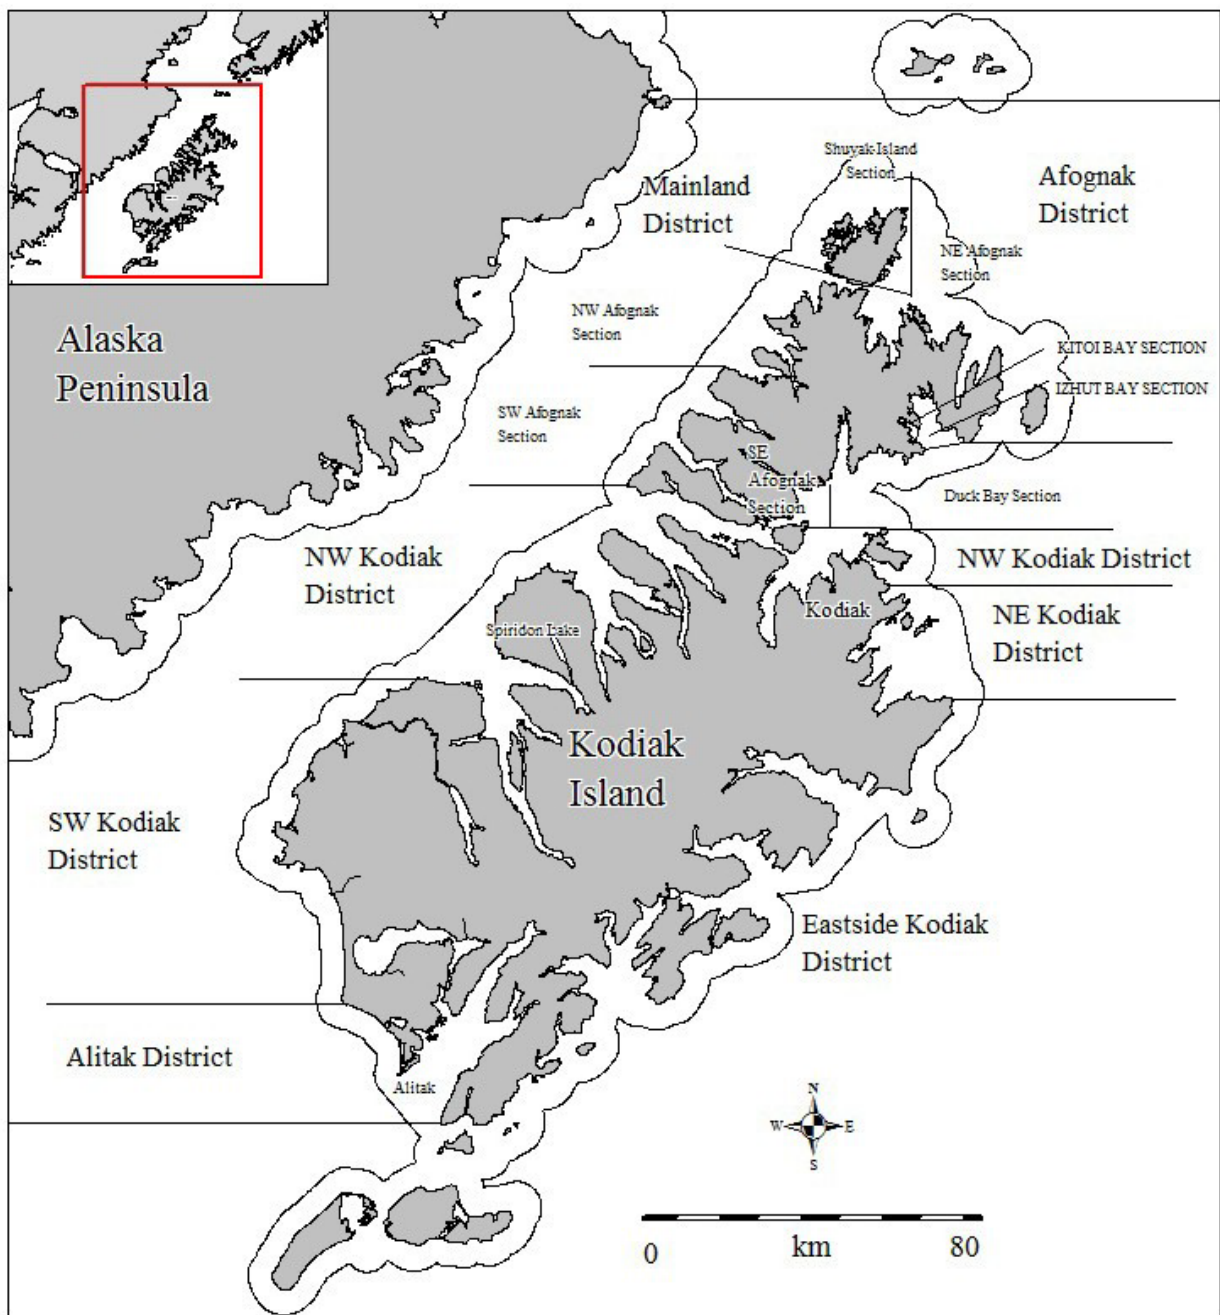 Shuyak Island
Section
Mainland
District
Afognak
District
NE Afognak
Section
NW Afognak
Section
Alaska
Peninsula
KITOI BAY SECTION
IZHUT BAY SECTION
SW Afognak
Section
SE
Afognak
Section
Duck Bay Section
NW Kodiak
District
NW Kodiak District
Kodiak
NE Kodiak
District
Spiridon Lake
Kodiak
Island
SW Kodiak
District
Eastside Kodiak
District
Alitak District
Alitak
N
W
E
S
0
km
80